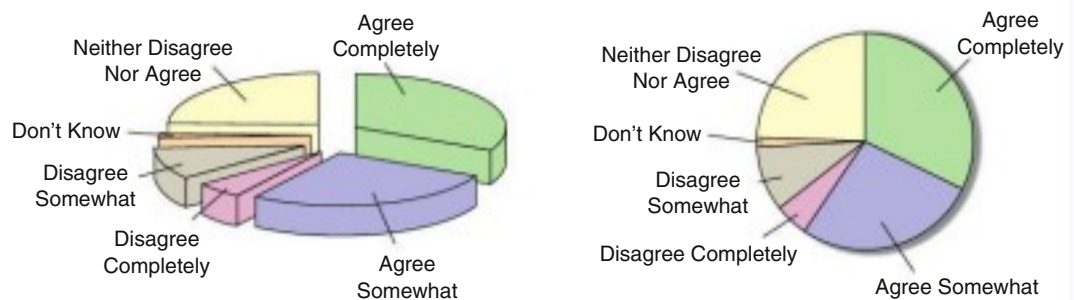 Agree
Completely
Neither Disagree
Nor Agree
Don't Know
Disagree
Somewhat
Disagree
Completely
Agree
Somewhat
Agree
Completely
Neither Disagree
Nor Agree
Don't Know
Disagree
Somewhat
Disagree Completely
Agree Somewhat